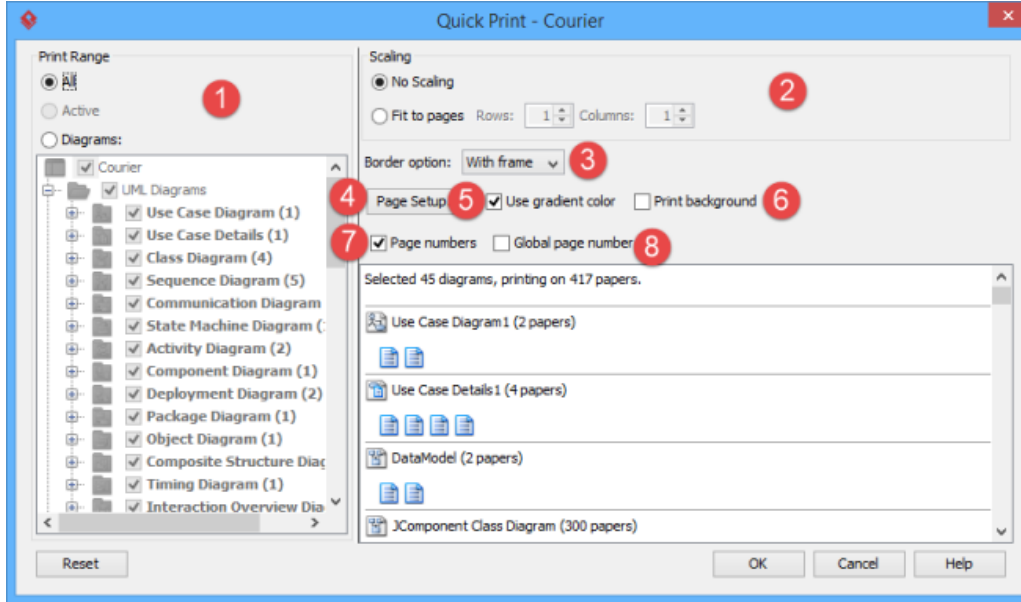 Quick Print - Courier
Print Range
All
Active
Diagrams:
1
Courier
UML Diagrams
Use Case Diagram (1)
Use Case Details (1)
Class Diagram (4)
Sequence Diagram (5)
Communication Diagram
State Machine Diagram (
Activity Diagram (2)
Component Diagram (1)
Deployment Diagram (2)
Package Diagram (1)
Object Diagram (1)
Composite Structure Diag
Timing Diagram (1)
Interaction Overview Dia
Scaling
No Scaling
2
Fit to pages Rows: 1 Columns: 1
Border option: With frame 3
4 Page Setup 5 Use gradient color Print background 6
7 Page numbers Global page number 8
Selected 45 diagrams, printing on 417 papers.
Use Case Diagram1 (2 papers)
Use Case Details1 (4 papers)
DataModel (2 papers)
JComponent Class Diagram (300 papers)
Reset OK Cancel Help